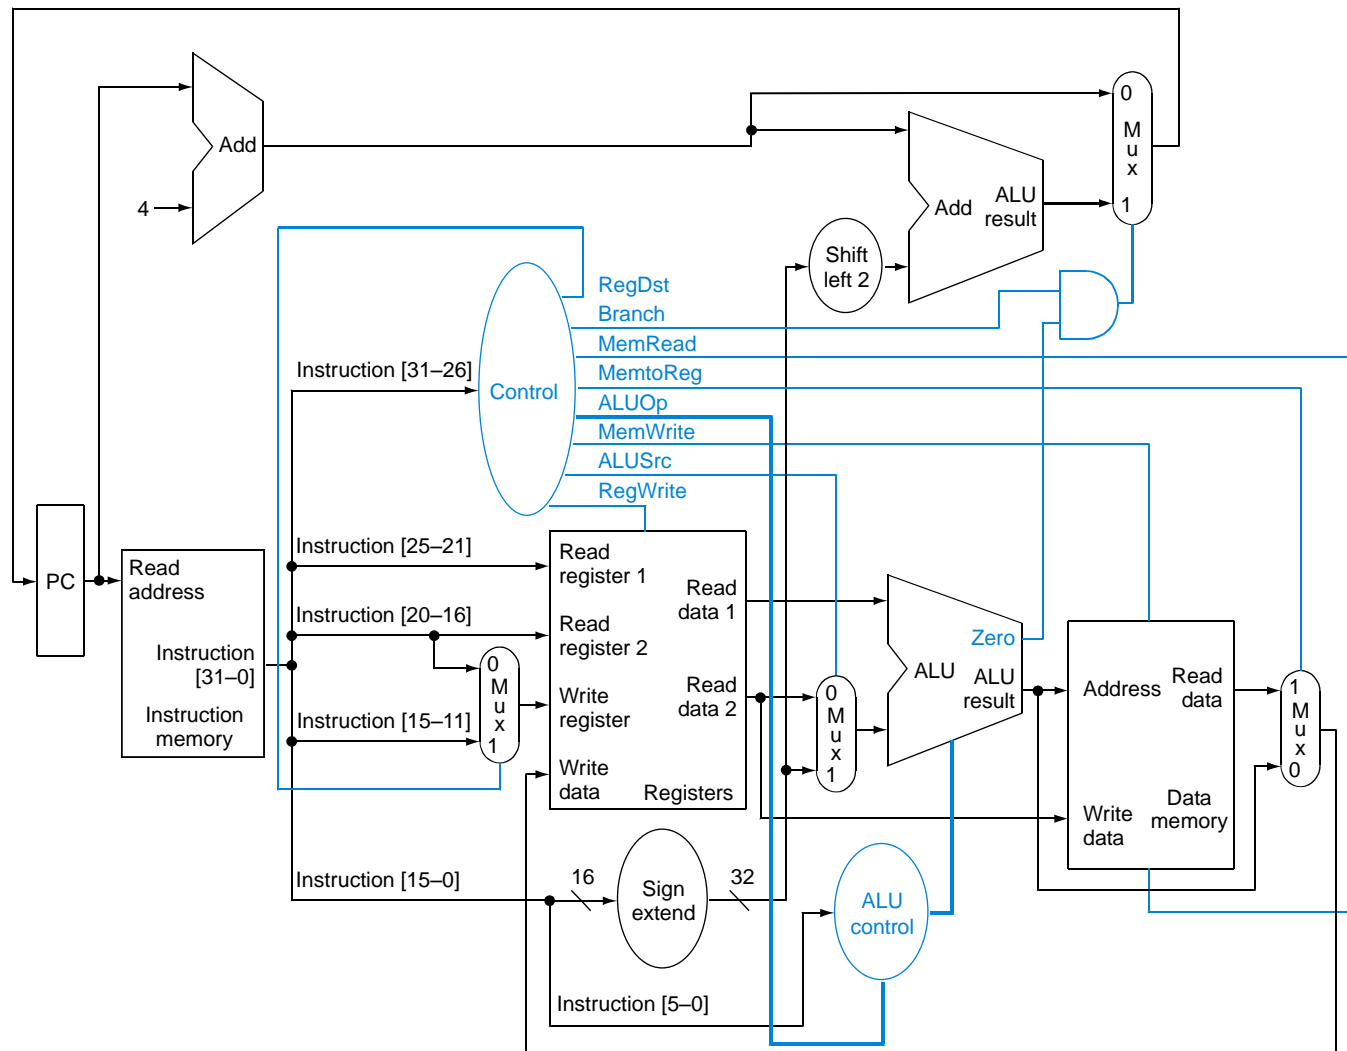 0
M
u
x
1
Add
4
Add
ALU
result
Shift
left 2
RegDst
Branch
MemRead
MemtoReg
ALUOp
MemWrite
ALUSrc
RegWrite
Control
Instruction [31–26]
Instruction [25–21]
Instruction [20–16]
Instruction [15–11]
Instruction [15–0]
Instruction [5–0]
PC
Read
address
Instruction
[31–0]
Instruction
memory
0
M
u
x
1
Read
register 1
Read
register 2
Write
register
Write
data
Read
data 1
Read
data 2
Registers
0
M
u
x
1
Zero
ALU
ALU
result
Address
Read
data
Write
data
Data
memory
1
M
u
x
0
16
Sign
extend
32
ALU
control